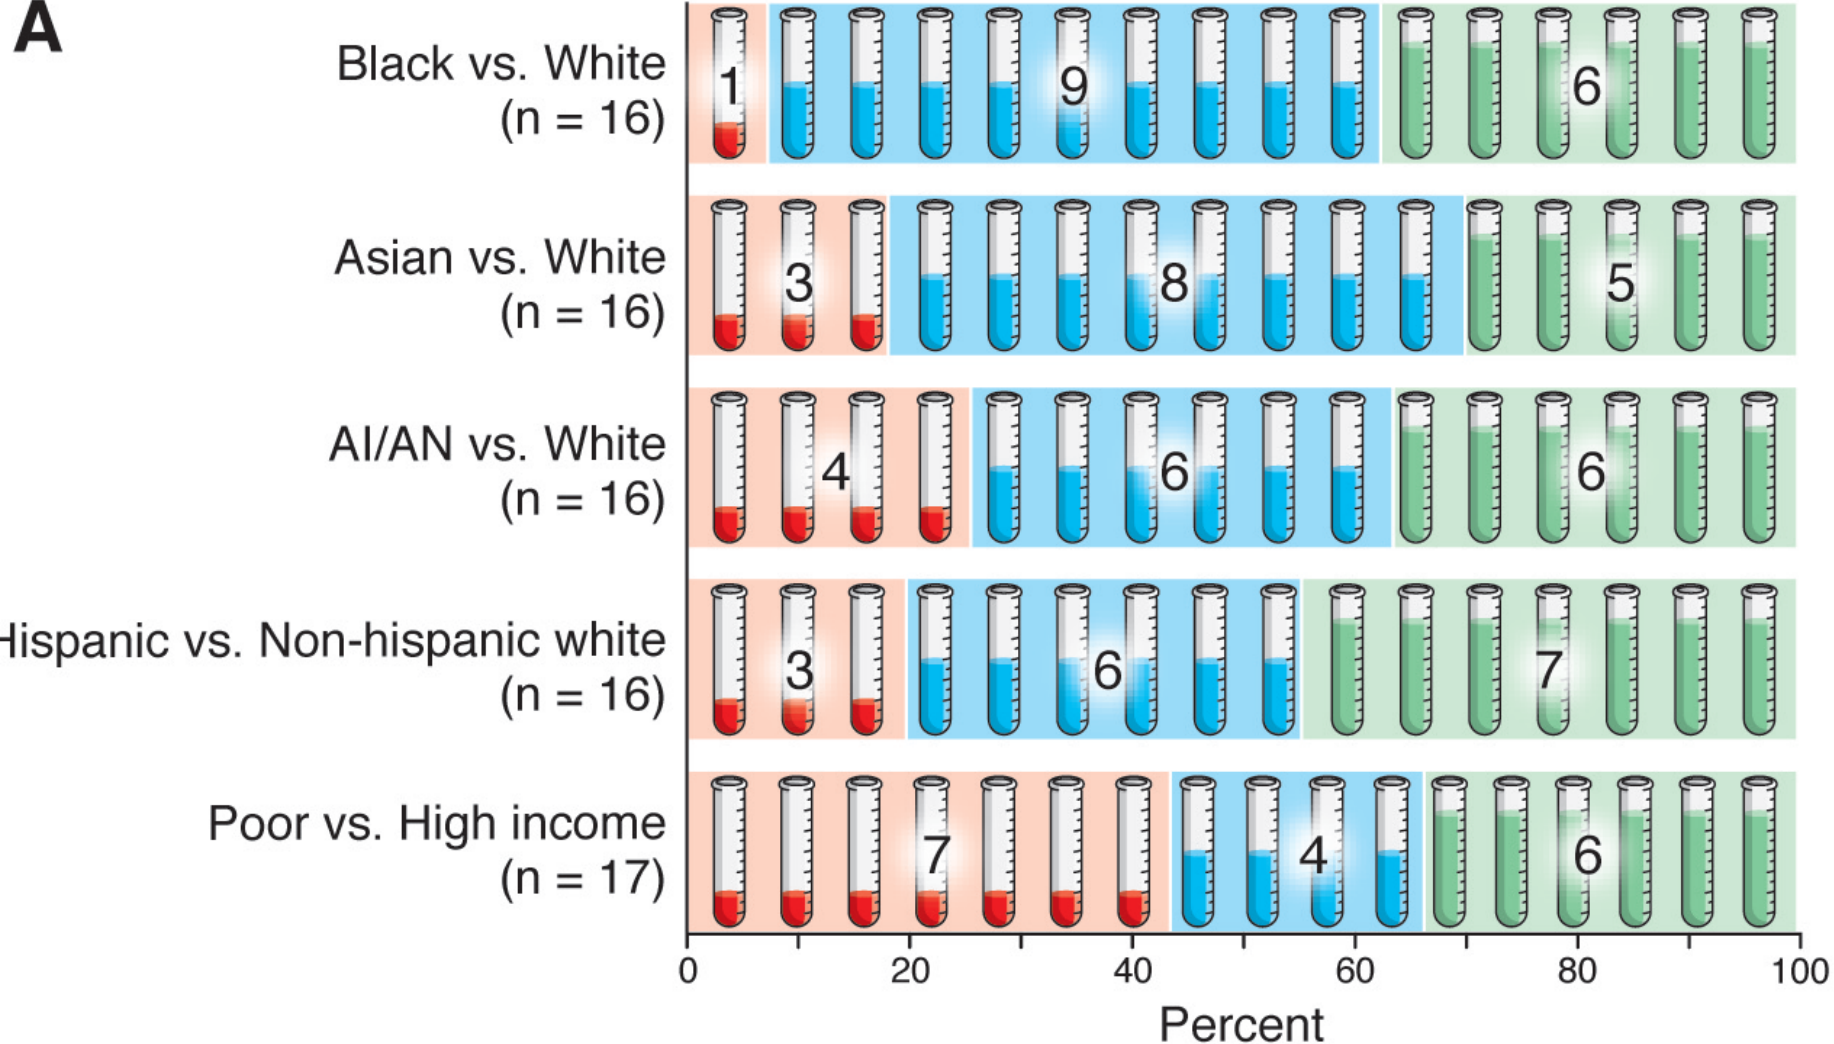 A
Black vs. White
(n = 16)
1 9 6
Asian vs. White
(n = 16)
3 8 5
AI/AN vs. White
(n = 16)
4 6 6
Hispanic vs. Non-hispanic white
(n = 16)
3 6 7
Poor vs. High income
(n = 17)
7 4 6
0 20 40 60 80 100
Percent